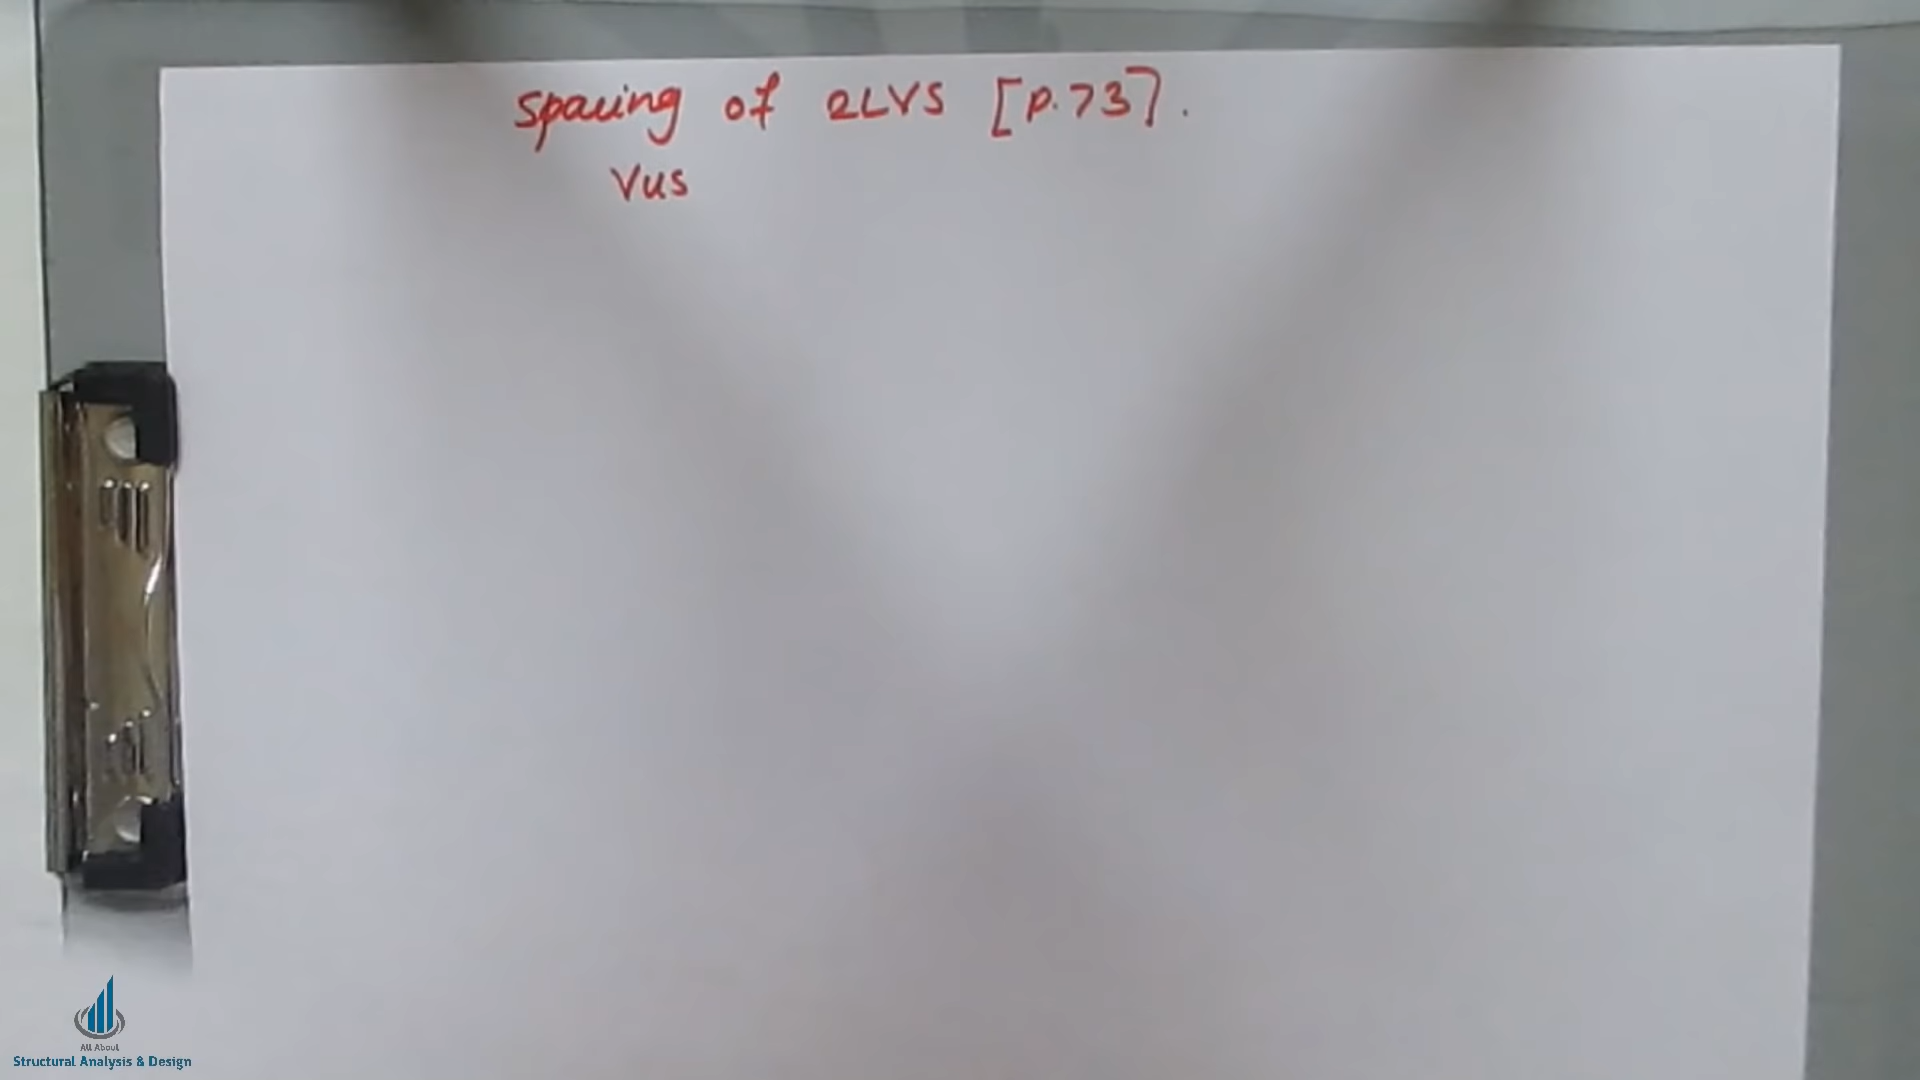 Spacing of 2LVS [P.73].
Vus
All About
Structural Analysis & Design